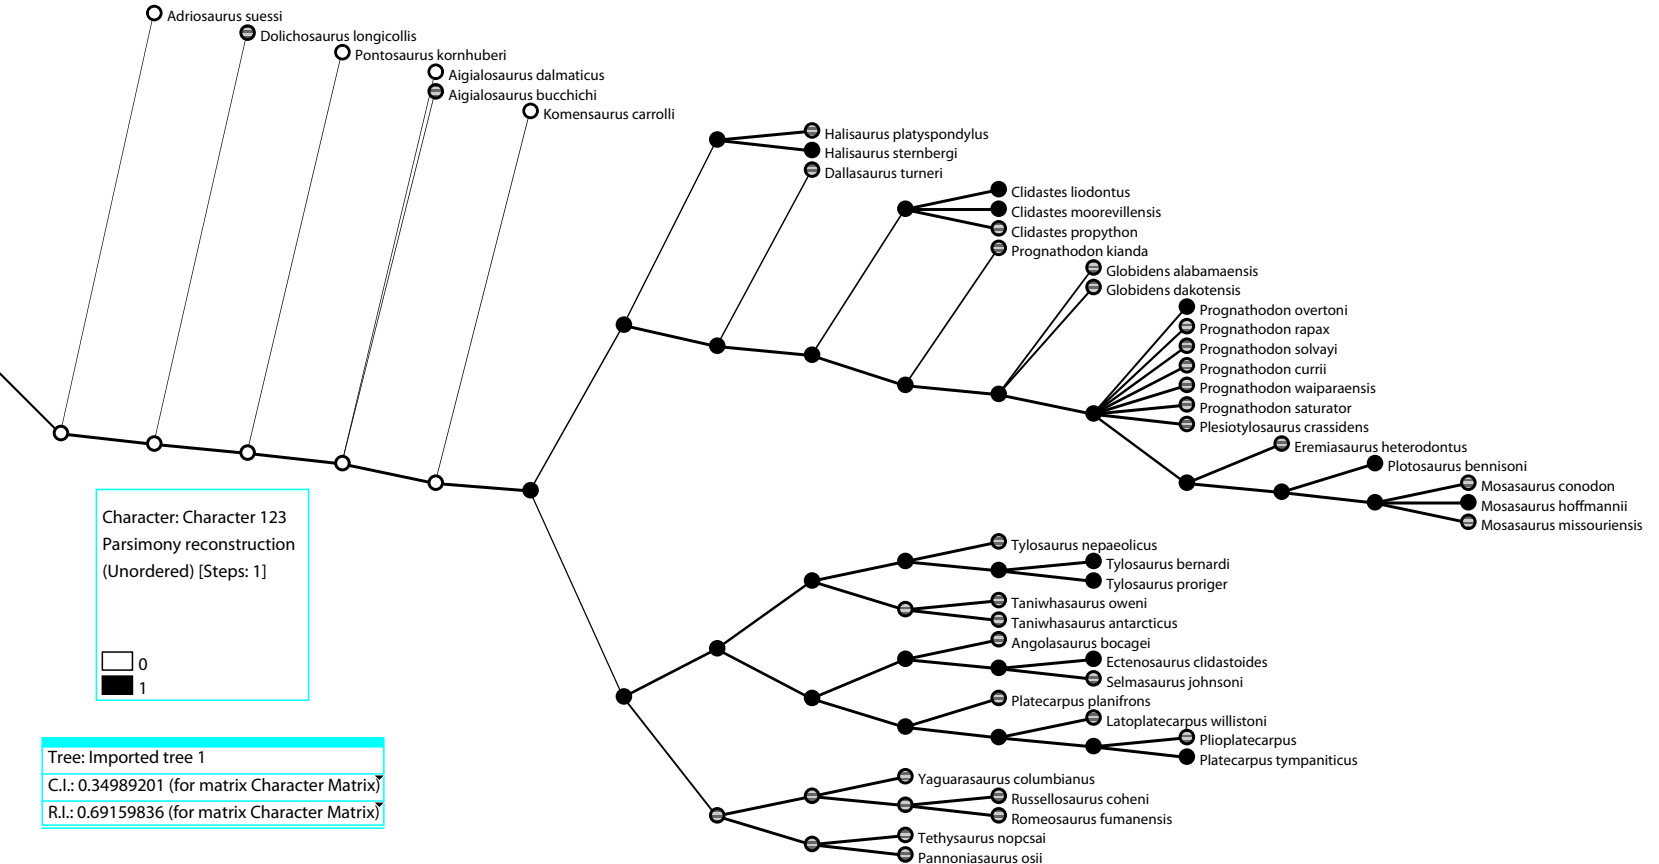 Adriosaurus suessi
Dolichosaurus longicollis
Pontosaurus kornhuberi
Aigialosaurus dalmaticus
Aigialosaurus bucchichi
Komensaurus carrolli
Halisaurus platyspondylus
Halisaurus sternbergi
Dallasaurus turneri
Clidastes liodontus
Clidastes moorevillensis
Clidastes propython
Prognathodon kianda
Globidens alabamaensis
Globidens dakotensis
Prognathodon overtoni
Prognathodon rapax
Prognathodon solvayi
Prognathodon currii
Prognathodon waiparaensis
Prognathodon saturator
Plesiotylosaurus crassidens
Eremiasaurus heterodontus
Plotosaurus bennisoni
Mosasaurus conodon
Mosasaurus hoffmannii
Mosasaurus missouriensis
Tylosaurus nepaeolicus
Tylosaurus bernardi
Tylosaurus proriger
Taniwhasaurus oweni
Taniwhasaurus antarcticus
Angolasaurus bocagei
Ectenosaurus clidastoides
Selmasaurus johnsoni
Platecarpus planifrons
Latoplatecarpus willistoni
Plioplatecarpus
Platecarpus tympaniticus
Yaguarasaurus columbianus
Russellosaurus coheni
Romeosaurus fumanensis
Tethysaurus nopcsai
Pannoniasaurus osii
Character: Character 123
Parsimony reconstruction
(Unordered) [Steps: 1]
0
1
Tree: Imported tree 1
C.I.: 0.34989201 (for matrix Character Matrix)
R.I.: 0.69159836 (for matrix Character Matrix)